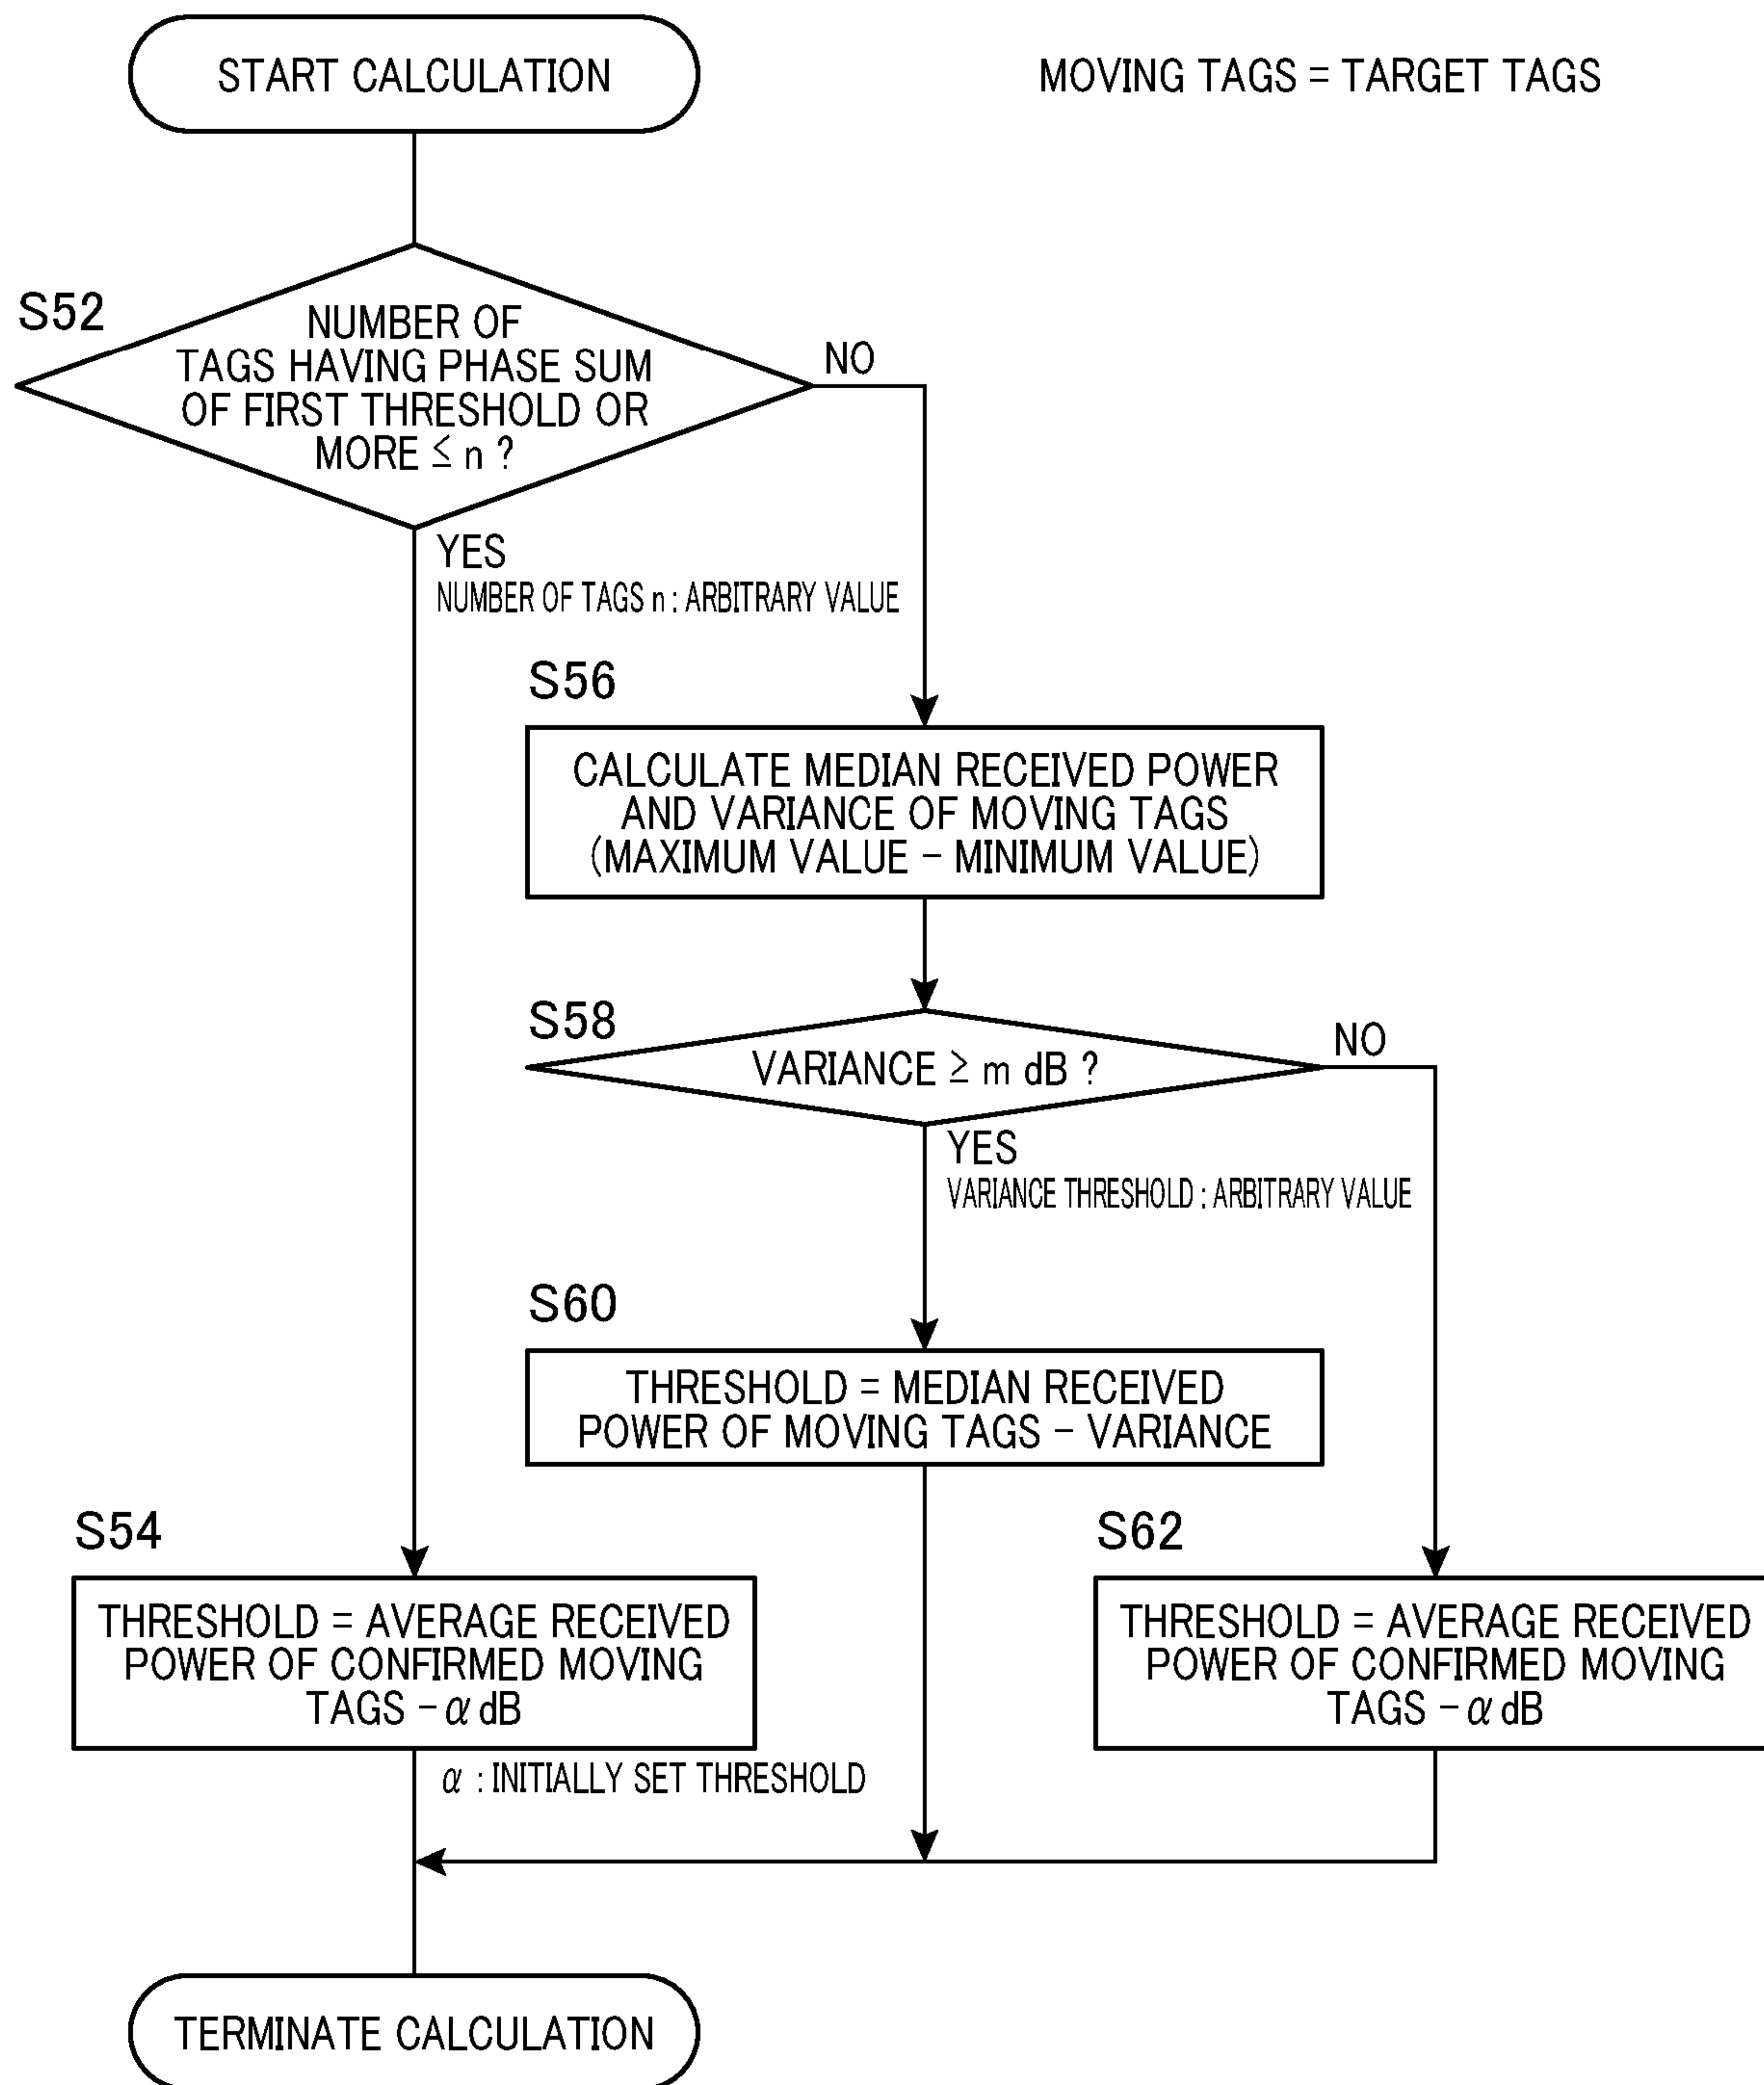 START CALCULATION
MOVING TAGS = TARGET TAGS
S52
NUMBER OF
TAGS HAVING PHASE SUM
OF FIRST THRESHOLD OR
MORE ≦ n ?
NO
YES
NUMBER OF TAGS n : ARBITRARY VALUE
S56
CALCULATE MEDIAN RECEIVED POWER
AND VARIANCE OF MOVING TAGS
(MAXIMUM VALUE − MINIMUM VALUE)
S58
VARIANCE ≧ m dB ?
NO
YES
VARIANCE THRESHOLD : ARBITRARY VALUE
S60
THRESHOLD = MEDIAN RECEIVED
POWER OF MOVING TAGS − VARIANCE
S54
THRESHOLD = AVERAGE RECEIVED
POWER OF CONFIRMED MOVING
TAGS − α dB
α : INITIALLY SET THRESHOLD
S62
THRESHOLD = AVERAGE RECEIVED
POWER OF CONFIRMED MOVING
TAGS − α dB
TERMINATE CALCULATION